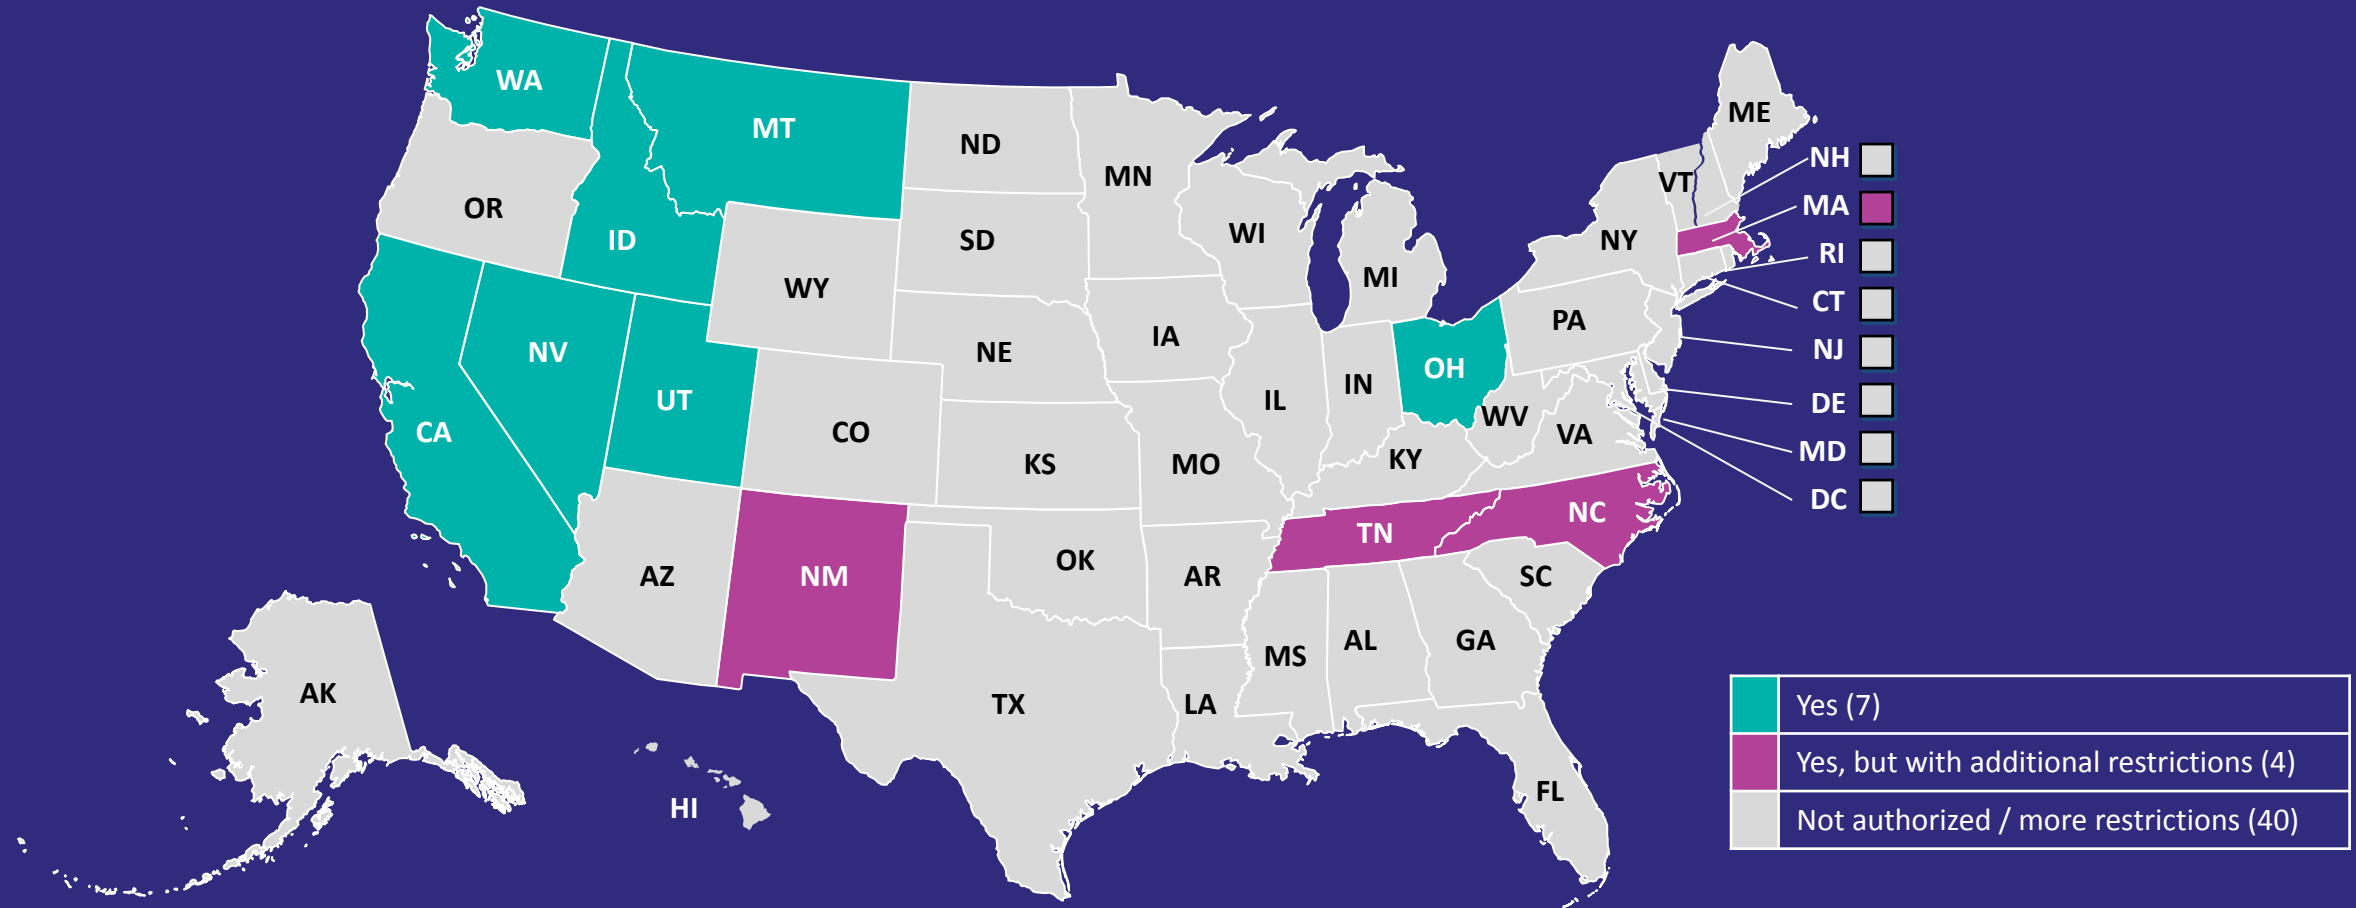 WA
MT
ND
MN
ME
OR
ID
SD
WI
MI
NY
VT
NH
MA
RI
CT
NJ
DE
MD
DC
WY
NV
UT
CA
CO
NE
IA
IL
IN
OH
PA
WV
VA
KS
MO
KY
TN
NC
AZ
NM
OK
AR
SC
MS
AL
GA
TX
LA
FL
AK
HI
Yes (7)
Yes, but with additional restrictions (4)
Not authorized / more restrictions (40)